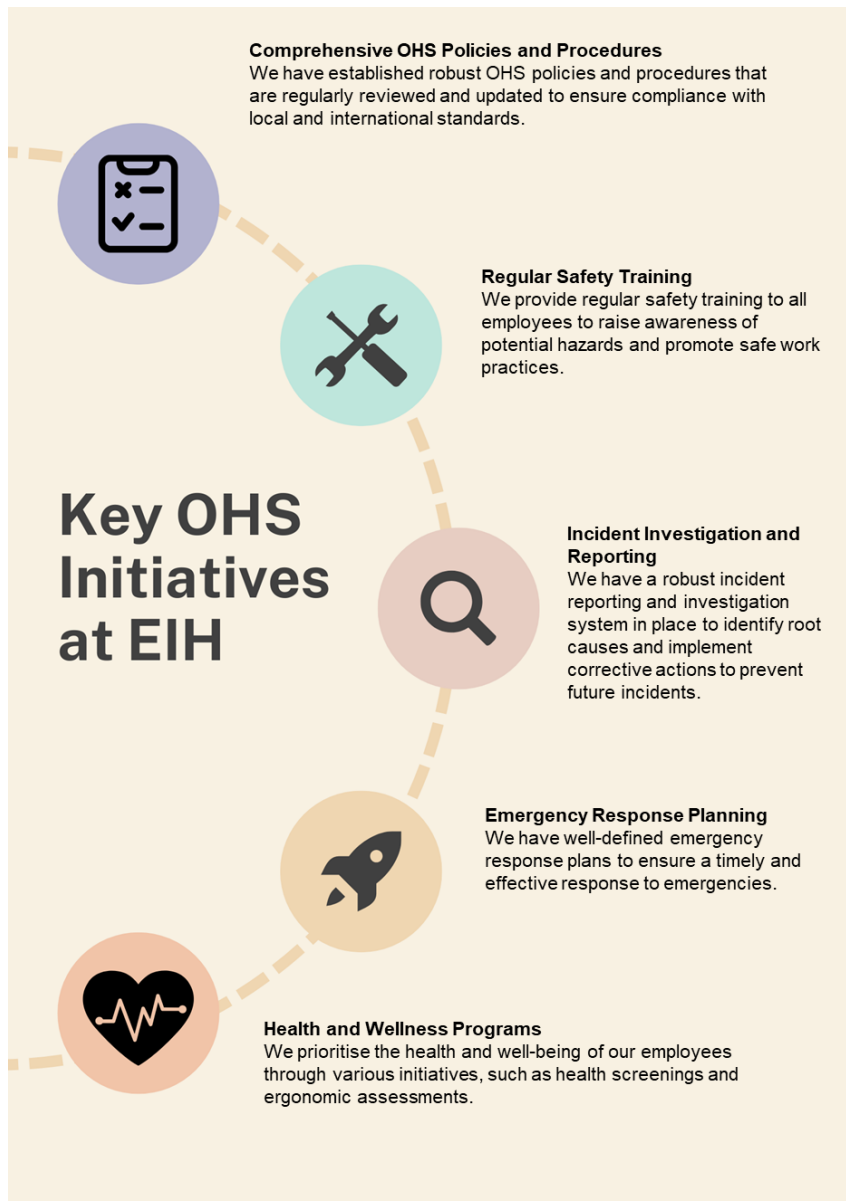 Comprehensive OHS Policies and Procedures
We have established robust OHS policies and procedures that
are regularly reviewed and updated to ensure compliance with
local and international standards.
Regular Safety Training
We provide regular safety training to all
employees to raise awareness of
potential hazards and promote safe work
practices.
Key OHS
Initiatives
at EIH
Incident Investigation and
Reporting
We have a robust incident
reporting and investigation
system in place to identify root
causes and implement
corrective actions to prevent
future incidents.
Emergency Response Planning
We have well-defined emergency
response plans to ensure a timely and
effective response to emergencies.
Health and Wellness Programs
We prioritise the health and well-being of our employees
through various initiatives, such as health screenings and
ergonomic assessments.